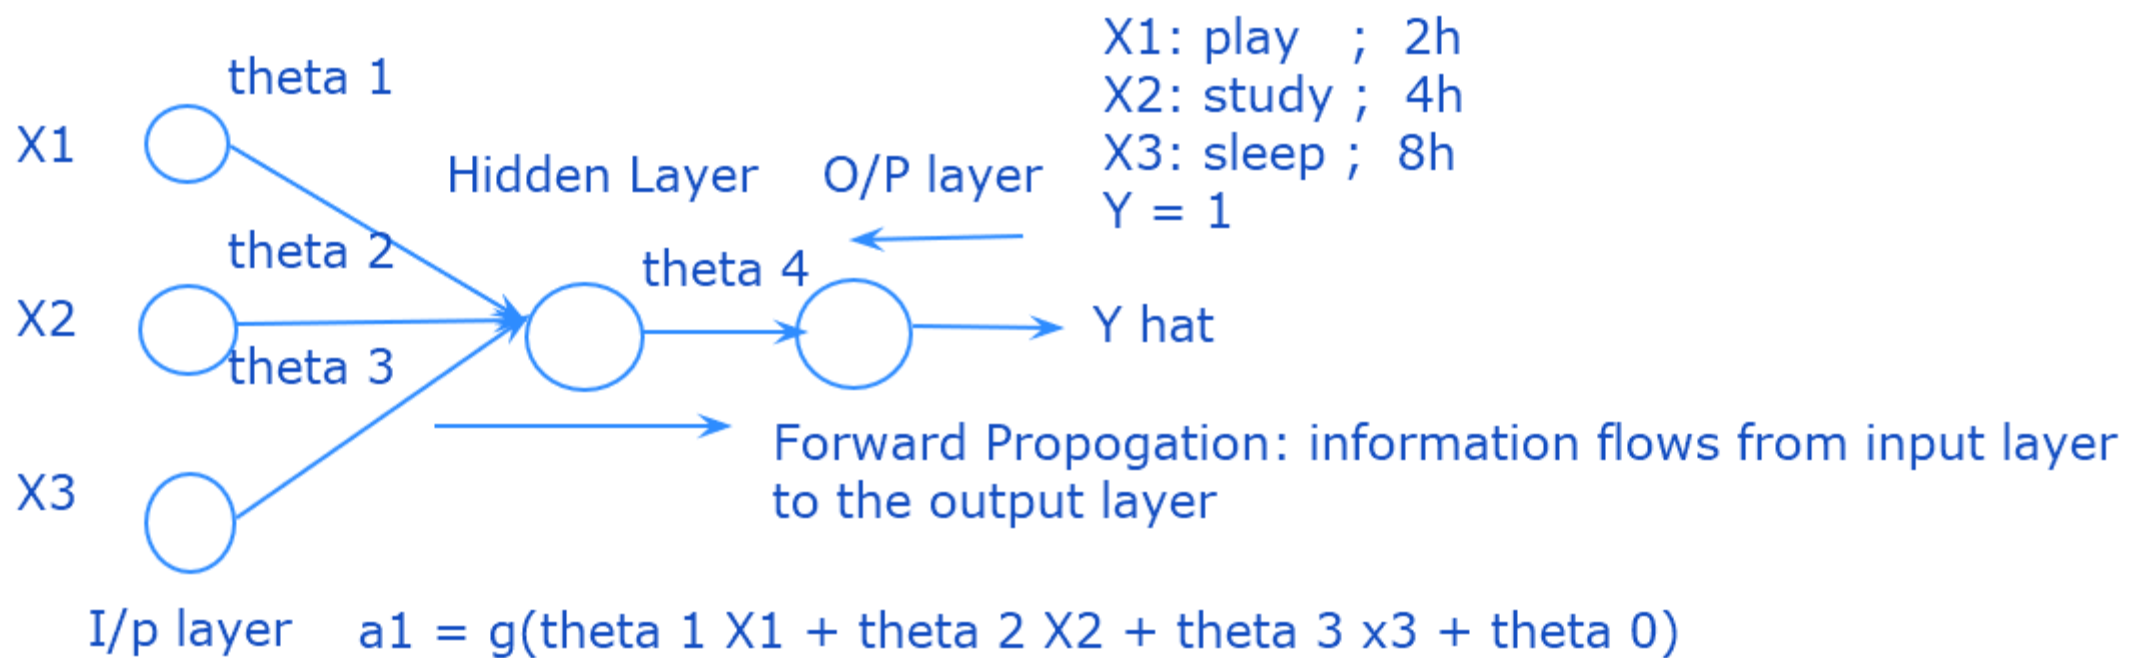 theta 1
X1
theta 2
X2
theta 3
X3
I/p layer
Hidden Layer
theta 4
O/P layer
X1: play ; 2h
X2: study ; 4h
X3: sleep ; 8h
Y = 1
Y hat
Forward Propogation: information flows from input layer
to the output layer
a1 = g(theta 1 X1 + theta 2 X2 + theta 3 x3 + theta 0)